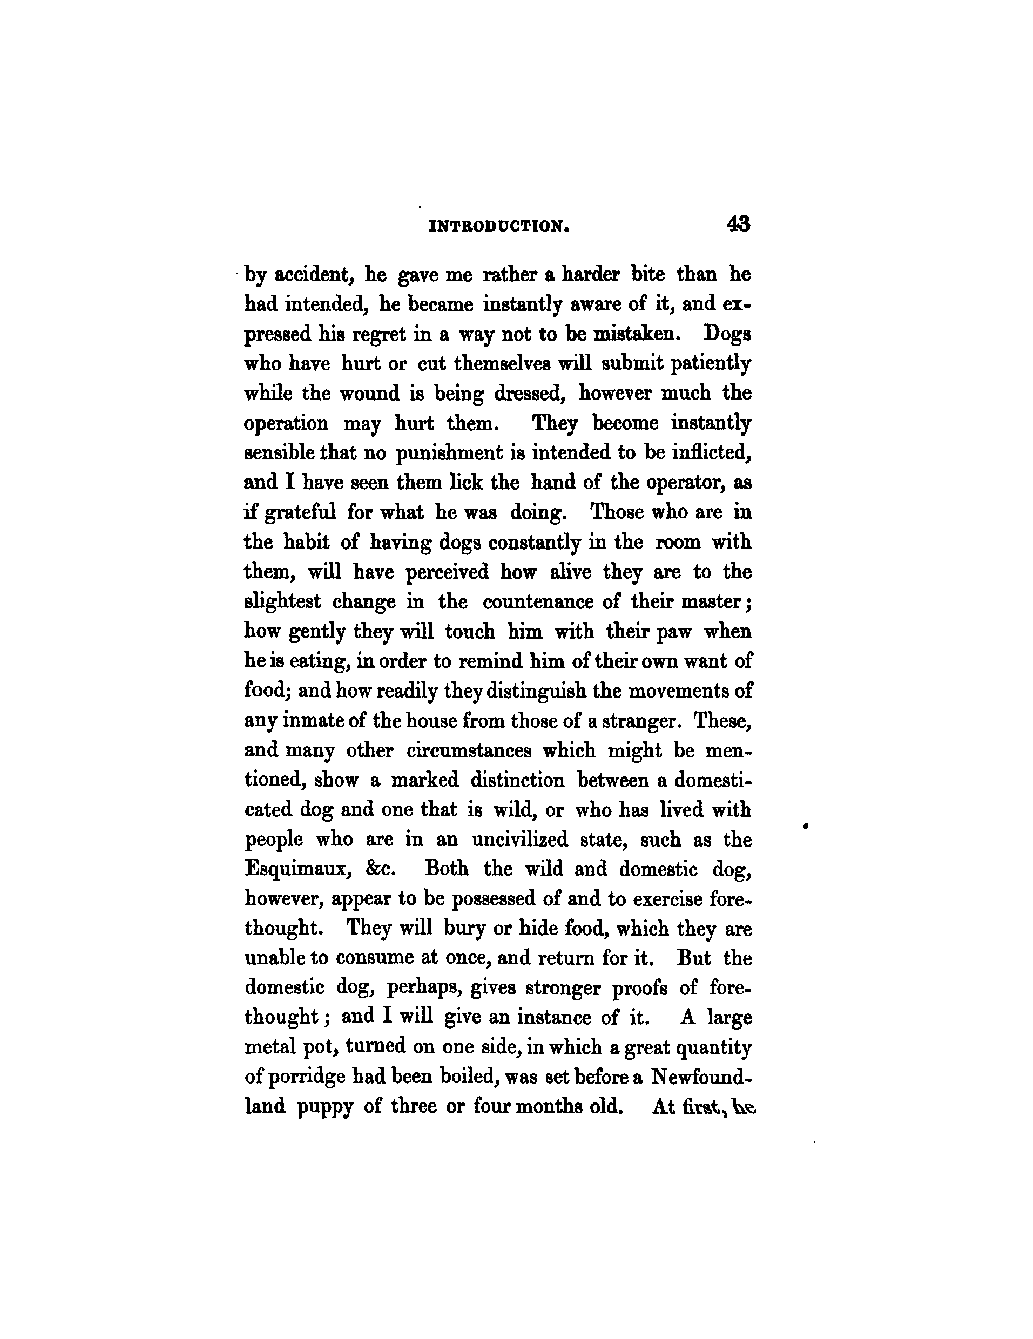 INTRODUCTION. 43
by accident, he gave me rather a harder bite than he
had intended, he became instantly aware of it, and ex-
pressed his regret in a way not to be mistaken. Dogs
who have hurt or cut themselves will submit patiently
while the wound is being dressed, however much the
operation may hurt them. They become instantly
sensible that no punishment is intended to be inflicted,
and I have seen them lick the hand of the operator, as
if grateful for what he was doing. Those who are in
the habit of having dogs constantly in the room with
them, will have perceived how alive they are to the
slightest change in the countenance of their master;
how gently they will touch him with their paw when
he is eating, in order to remind him of their own want of
food; and how readily they distinguish the movements of
any inmate of the house from those of a stranger. These,
and many other circumstances which might be men-
tioned, show a marked distinction between a domesti-
cated dog and one that is wild, or who has lived with
people who are in an uncivilized state, such as the
Esquimaux, &c. Both the wild and domestic dog,
however, appear to be possessed of and to exercise fore-
thought. They will bury or hide food, which they are
unable to consume at once, and return for it. But the
domestic dog, perhaps, gives stronger proofs of fore-
thought; and I will give an instance of it. A large
metal pot, turned on one side, in which a great quantity
of porridge had been boiled, was set before a Newfound-
land puppy of three or four months old. At first, he